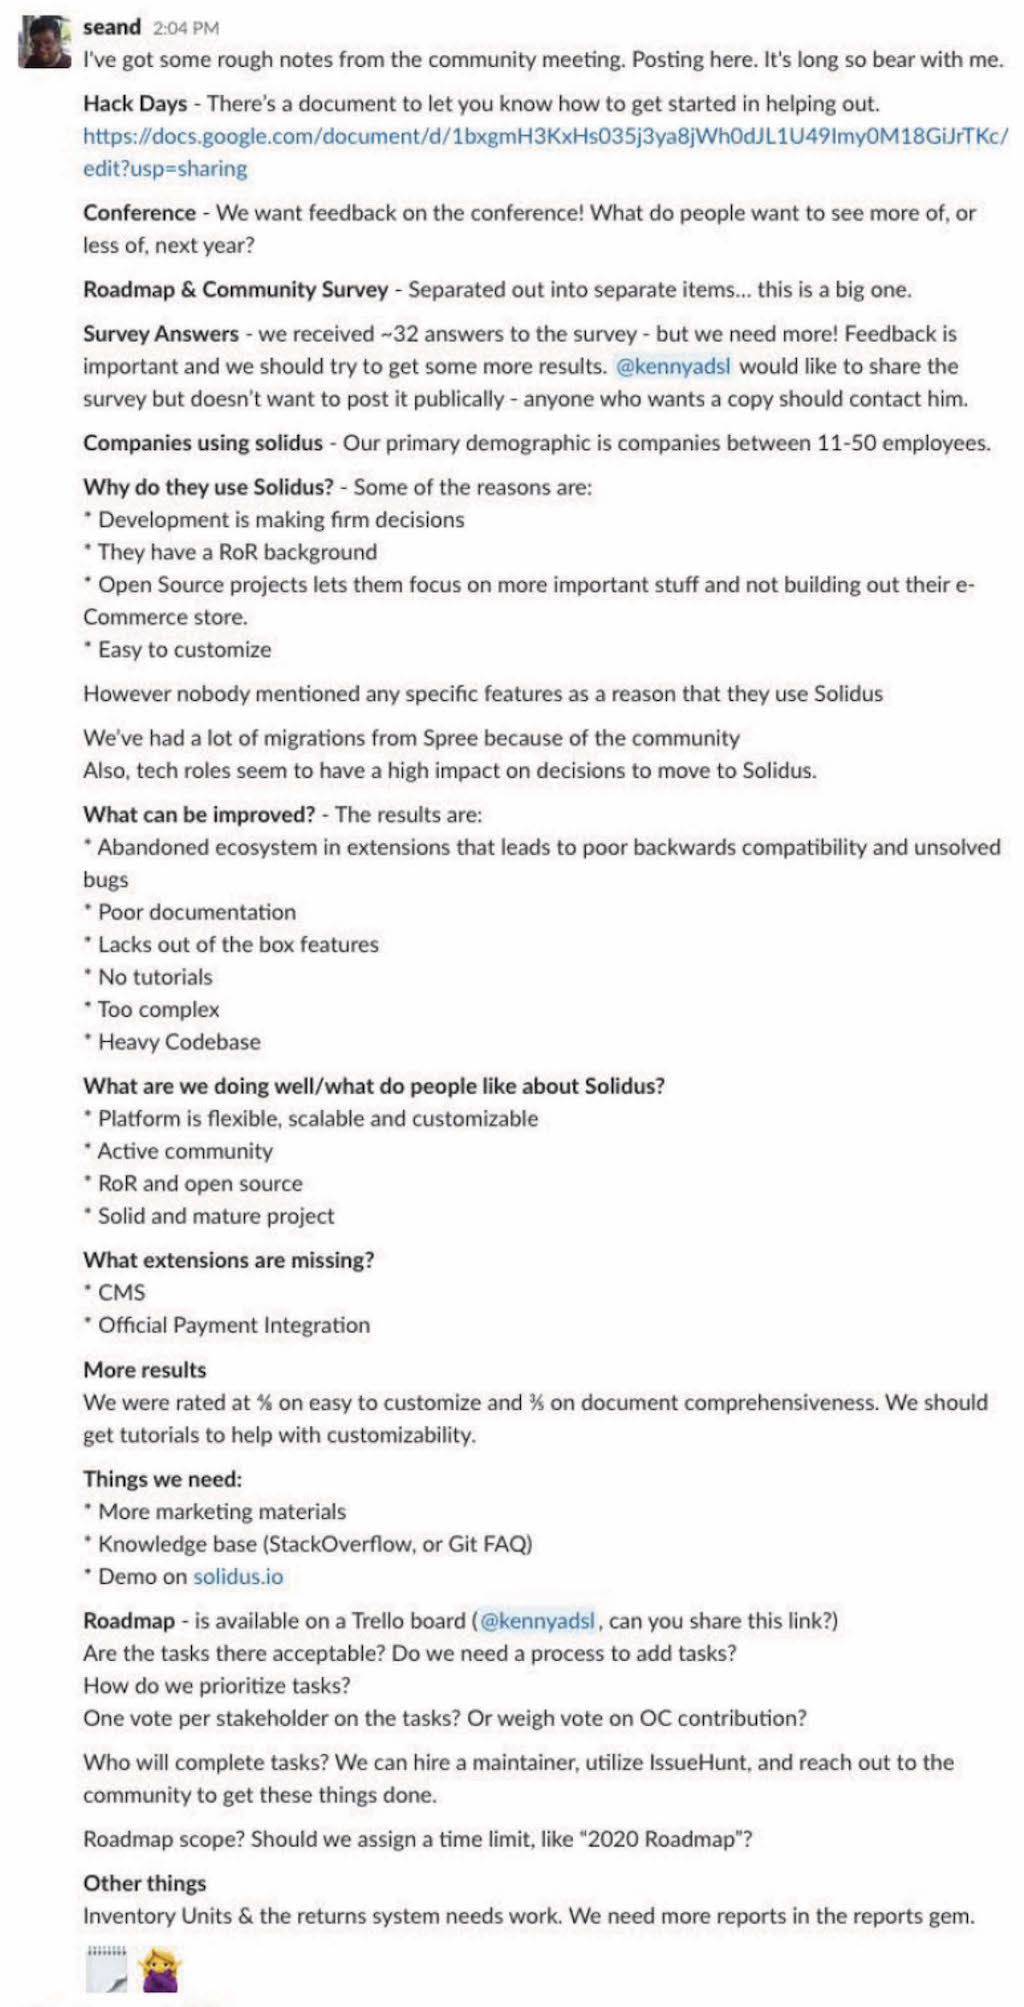 seand 2:04 PM
I've got some rough notes from the community meeting. Posting here. It's long so bear with me.
Hack Days - There's a document to let you know how to get started in helping out.
https://docs.google.com/document/d/1bxgmH3KxHs035j3ya8jWh0dJL1U49Imy0M18GiJrTKc/
edit?usp=sharing
Conference - We want feedback on the conference! What do people want to see more of, or
less of, next year?
Roadmap & Community Survey - Separated out into separate items... this is a big one.
Survey Answers - we received ~32 answers to the survey - but we need more! Feedback is
important and we should try to get some more results. @kennyadsl would like to share the
survey but doesn't want to post it publically - anyone who wants a copy should contact him.
Companies using solidus - Our primary demographic is companies between 11-50 employees.
Why do they use Solidus? - Some of the reasons are:
* Development is making firm decisions
* They have a RoR background
* Open Source projects lets them focus on more important stuff and not building out their e-
Commerce store.
* Easy to customize
However nobody mentioned any specific features as a reason that they use Solidus
We've had a lot of migrations from Spree because of the community
Also, tech roles seem to have a high impact on decisions to move to Solidus.
What can be improved? - The results are:
* Abandoned ecosystem in extensions that leads to poor backwards compatibility and unsolved
bugs
* Poor documentation
* Lacks out of the box features
* No tutorials
* Too complex
* Heavy Codebase
What are we doing well/what do people like about Solidus?
* Platform is flexible, scalable and customizable
* Active community
* RoR and open source
* Solid and mature project
What extensions are missing?
* CMS
* Official Payment Integration
More results
We were rated at on easy to customize and on document comprehensiveness. We should
get tutorials to help with customizability.
Things we need:
* More marketing materials
* Knowledge base (StackOverflow, or Git FAQ)
* Demo on solidus.io
Roadmap - is available on a Trello board (@kennyadsl, can you share this link?)
Are the tasks there acceptable? Do we need a process to add tasks?
How do we prioritize tasks?
One vote per stakeholder on the tasks? Or weigh vote on OC contribution?
Who will complete tasks? We can hire a maintainer, utilize IssueHunt, and reach out to the
community to get these things done.
Roadmap scope? Should we assign a time limit, like “2020 Roadmap”?
Other things
Inventory Units & the returns system needs work. We need more reports in the reports gem.